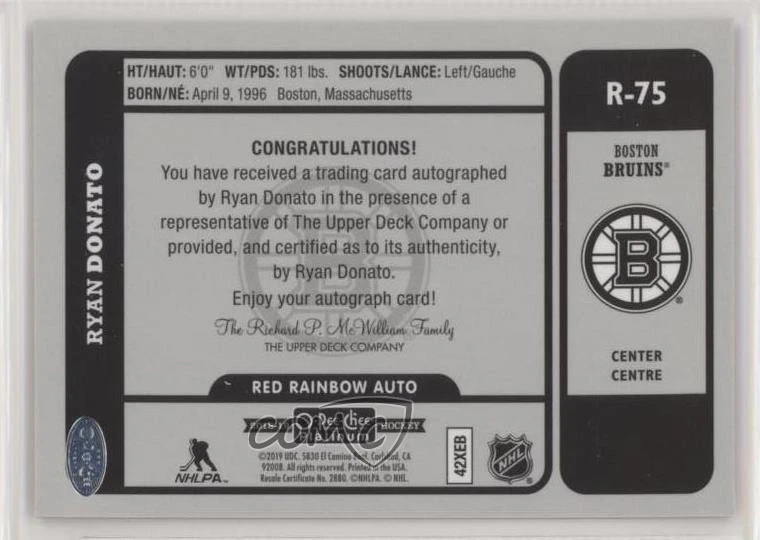 HT/HAUT: 6'0" WT/PDS: 181 lbs. SHOOTS/LANCE: Left/Gauche
BORN/NÉ: April 9, 1996 Boston, Massachusetts
RYAN DONATO
CONGRATULATIONS!
You have received a trading card autographed
by Ryan Donato in the presence of a
representative of The Upper Deck Company or
provided, and certified as to its authenticity,
by Ryan Donato.
Enjoy your autograph card!
The Richard P. McWilliam Family
THE UPPER DECK COMPANY
RED RAINBOW AUTO
O-Pee-Chee HOCKEY
Platinum
COMC
©2019 UDC. 5830 El Camino Real, Carlsbad, CA
92008. All rights reserved. Printed in the USA.
Resale Certificate No. 2880. ©NHLPA. © NHL.
NHLPA
42XEB
NHL
R-75
BOSTON
BRUINS®
B
CENTER
CENTRE